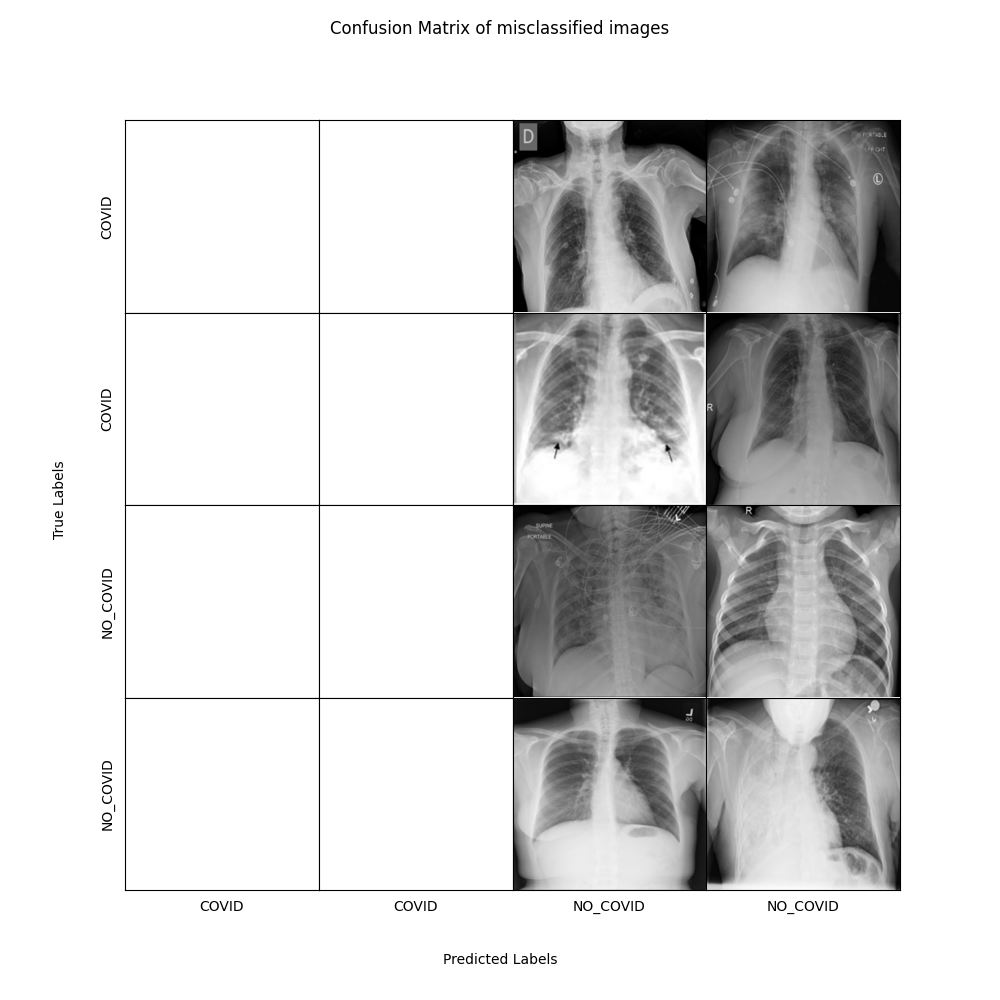 Confusion Matrix of misclassified images
D
PORTABLE
L
COVID
R
COVID
SUPINE
PORTABLE
R
NO_COVID
L
NO_COVID
True Labels
COVID
COVID
NO_COVID
NO_COVID
Predicted Labels